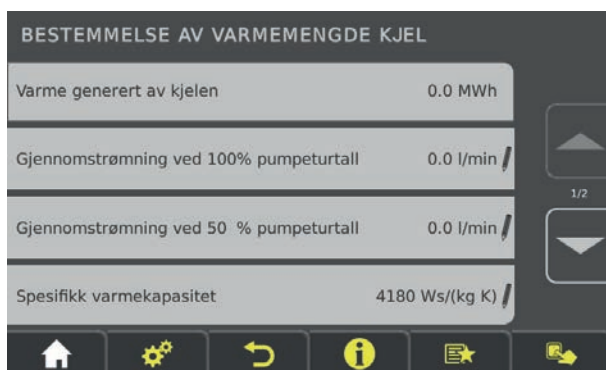 BESTEMMELSE AV VARMEMENGDE KJEL
Varme generert av kjelen 0.0 MWh
Gjennomstrømning ved 100% pumpeturtall 0.0 l/min
1/2
Gjennomstrømning ved 50 % pumpeturtall 0.0 l/min
Spesifikk varmekapasitet 4180 Ws/(kg K)